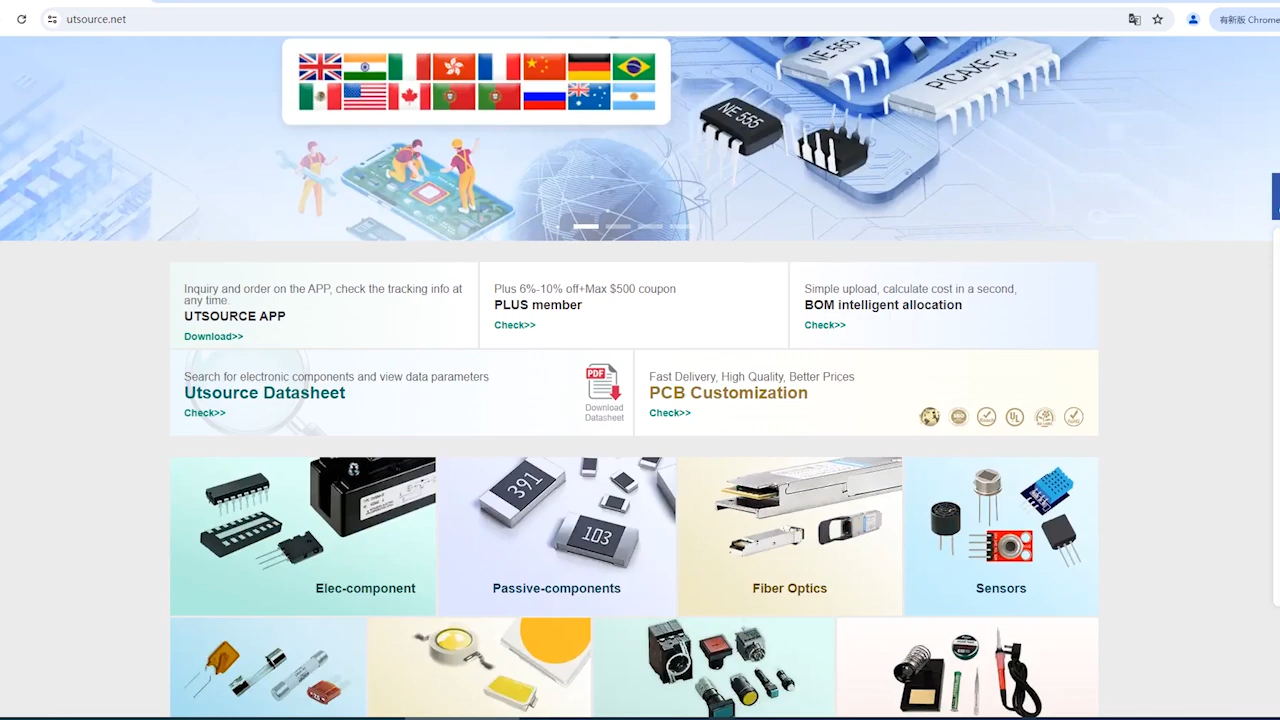 utsource.net
有新版 Chrome
NE 555
PICAXE-18
NE 555
Inquiry and order on the APP, check the tracking info at
any time.
UTSOURCE APP
Download>>
Plus 6%-10% off+Max $500 coupon
PLUS member
Check>>
Simple upload, calculate cost in a second,
BOM intelligent allocation
Check>>
Search for electronic components and view data parameters
Utsource Datasheet
Check>>
PDF
Download
Datasheet
Fast Delivery, High Quality, Better Prices
PCB Customization
Check>>
UL
391
103
Elec-component
Passive-components
Fiber Optics
Sensors